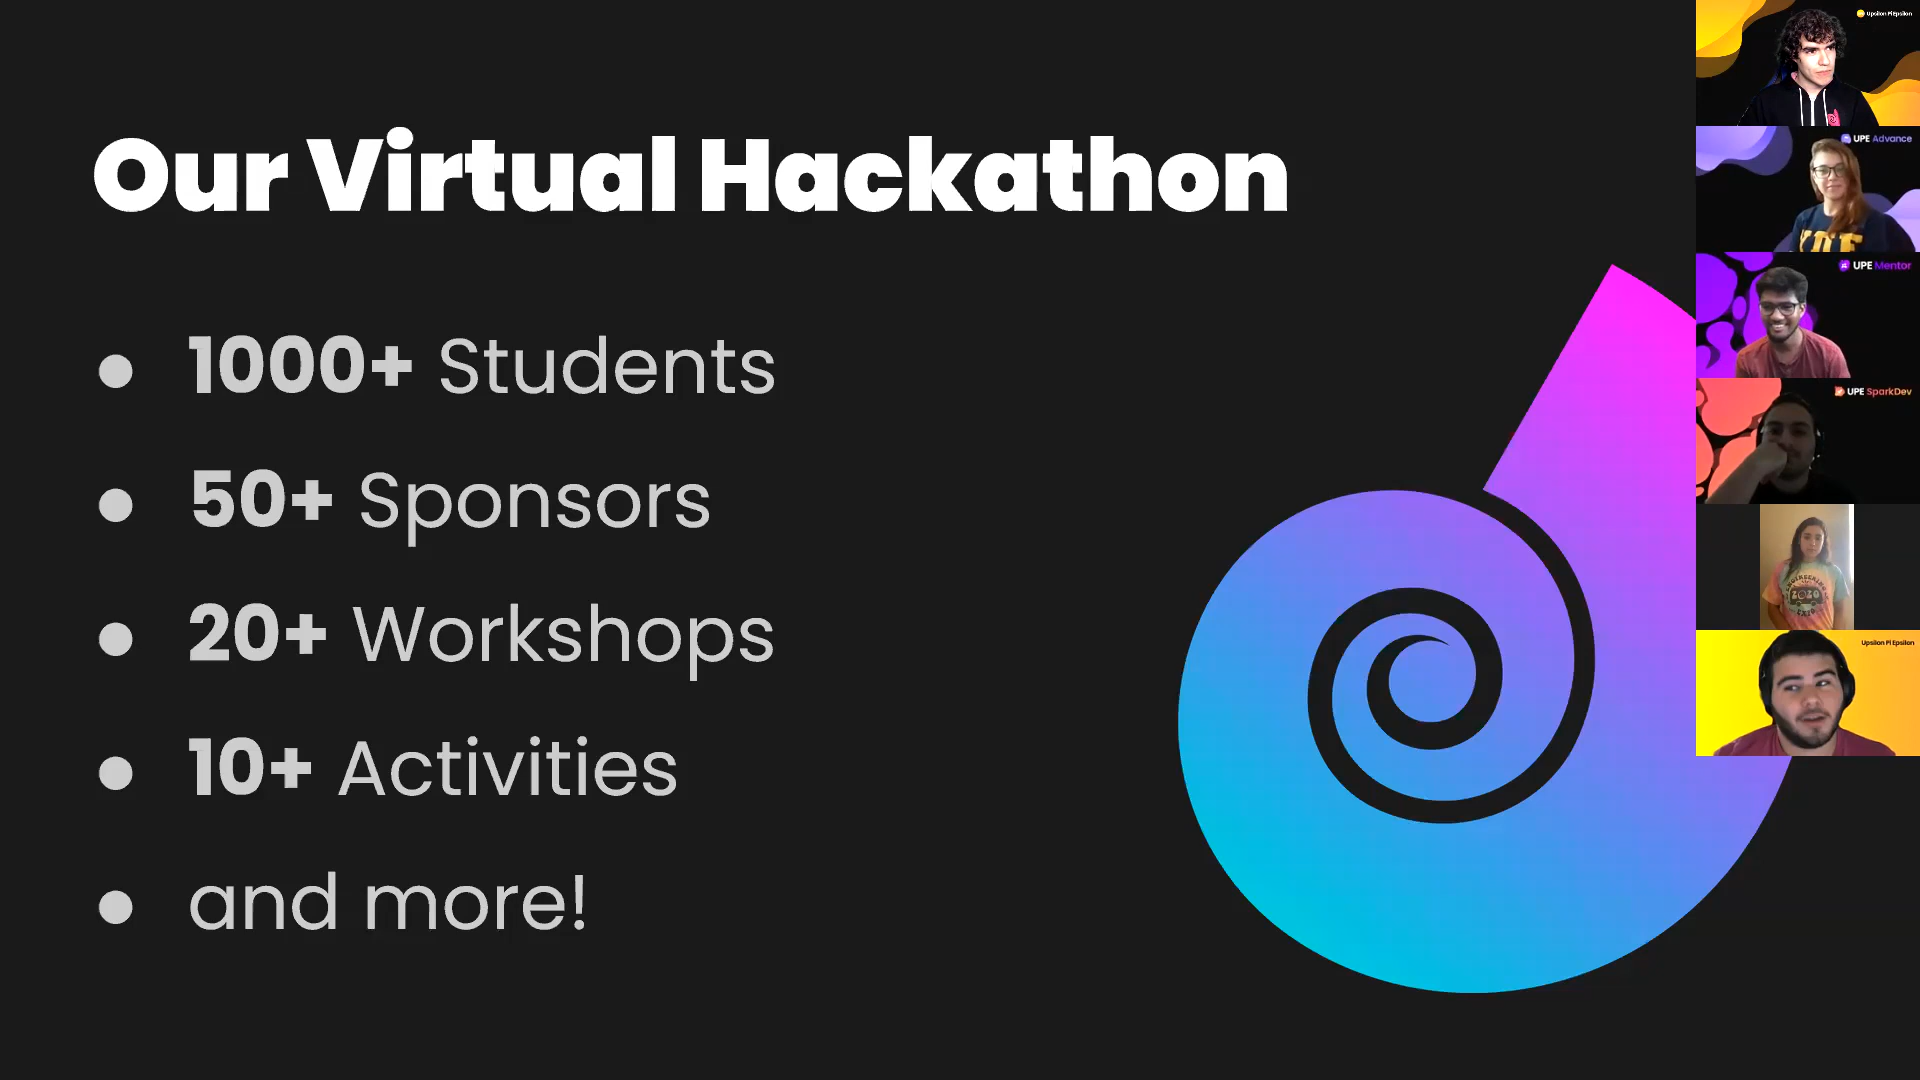 Our Virtual Hackathon
● 1000+ Students
● 50+ Sponsors
● 20+ Workshops
● 10+ Activities
● and more!
Upsilon Pi Epsilon
UPE Advance
UPE Mentor
UPE SparkDev
2020
Upsilon Pi Epsilon